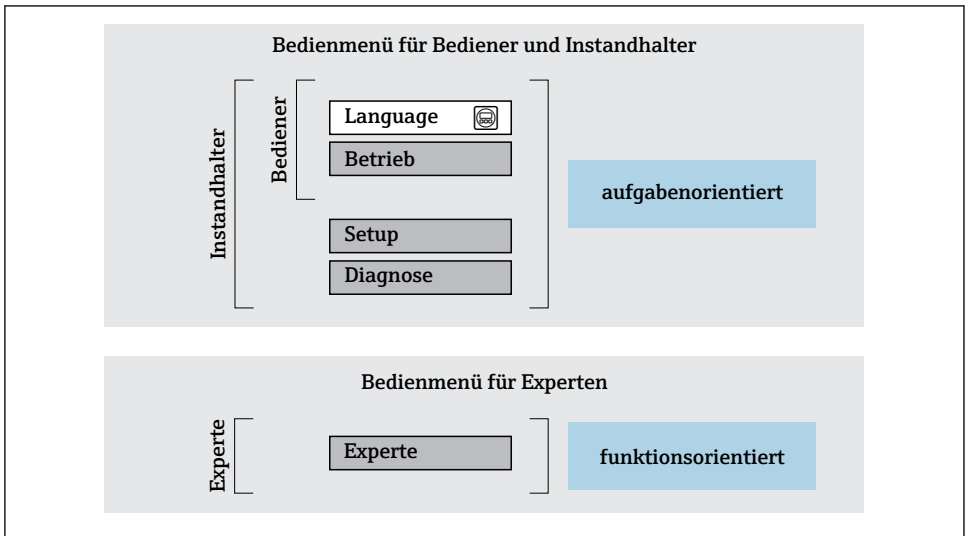 Bedienmenü für Bediener und Instandhalter
Instandhalter
Bediener
Language
Betrieb
Setup
Diagnose
aufgabenorientiert
Bedienmenü für Experten
Experte
Experte
funktionsorientiert